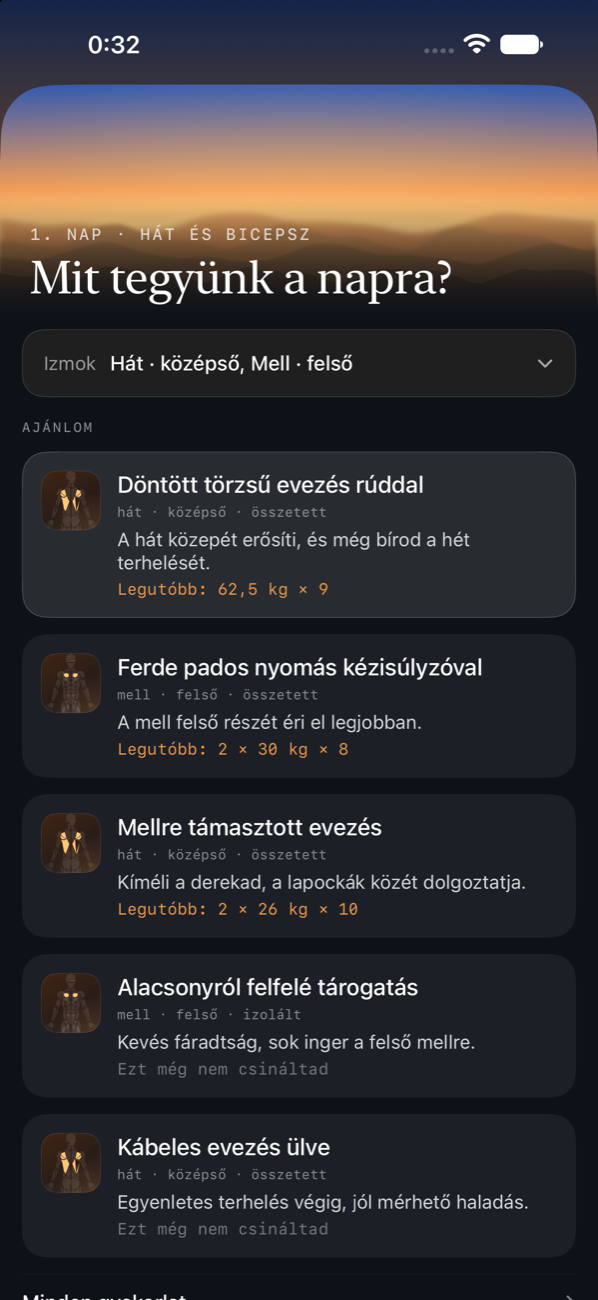 0:32
1. NAP · HÁT ÉS BICEPSZ
Mit tegyünk a napra?
Izmok Hát · középső, Mell · felső
AJÁNLOM
Döntött törzsű evezés rúddal
hát · középső · összetett
A hát közepét erősíti, és még bírod a hét
terhelését.
Legutóbb: 62,5 kg × 9
Ferde pados nyomás kézisúlyzóval
mell · felső · összetett
A mell felső részét éri el legjobban.
Legutóbb: 2 × 30 kg × 8
Mellre támasztott evezés
hát · középső · összetett
Kíméli a derekad, a lapockák közét dolgoztatja.
Legutóbb: 2 × 26 kg × 10
Alacsonyról felfelé tárogatás
mell · felső · izolált
Kevés fáradtság, sok inger a felső mellre.
Ezt még nem csináltad
Kábeles evezés ülve
hát · középső · összetett
Egyenletes terhelés végig, jól mérhető haladás.
Ezt még nem csináltad